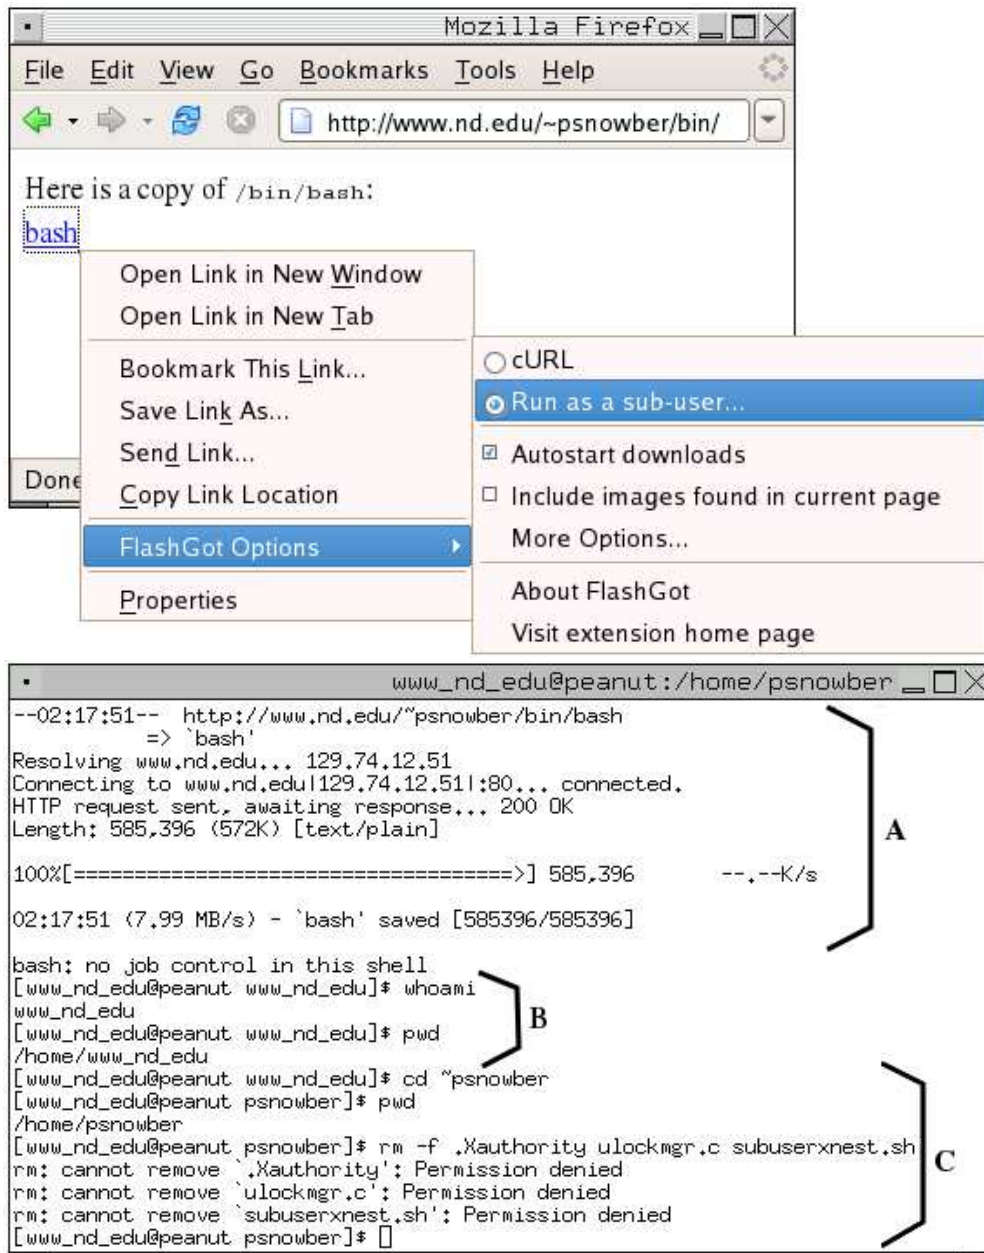 Mozilla Firefox
File Edit View Go Bookmarks Tools Help
http://www.nd.edu/~psnowber/bin/
Here is a copy of /bin/bash:
bash
Open Link in New Window
Open Link in New Tab
Bookmark This Link...
Save Link As...
Send Link...
Copy Link Location
FlashGot Options
Properties
Done
cURL
Run as a sub-user...
Autostart downloads
Include images found in current page
More Options...
About FlashGot
Visit extension home page
www_nd_edu@peanut:/home/psnowber
--02:17:51-- http://www.nd.edu/~psnowber/bin/bash
=> `bash'
Resolving www.nd.edu... 129.74.12.51
Connecting to www.nd.edu|129.74.12.51|:80... connected.
HTTP request sent, awaiting response... 200 OK
Length: 585,396 (572K) [text/plain]
100%[====================================>] 585,396 --.--K/s
02:17:51 (7.99 MB/s) - `bash' saved [585396/585396]
A
bash: no job control in this shell
[www_nd_edu@peanut www_nd_edu]$ whoami
www_nd_edu
[www_nd_edu@peanut www_nd_edu]$ pwd
/home/www_nd_edu
B
[www_nd_edu@peanut www_nd_edu]$ cd ~psnowber
[www_nd_edu@peanut psnowber]$ pwd
/home/psnowber
[www_nd_edu@peanut psnowber]$ rm -f .Xauthority ulockmgr.c subuserxnest.sh
rm: cannot remove `.Xauthority': Permission denied
rm: cannot remove `ulockmgr.c': Permission denied
rm: cannot remove `subuserxnest.sh': Permission denied
[www_nd_edu@peanut psnowber]$
C